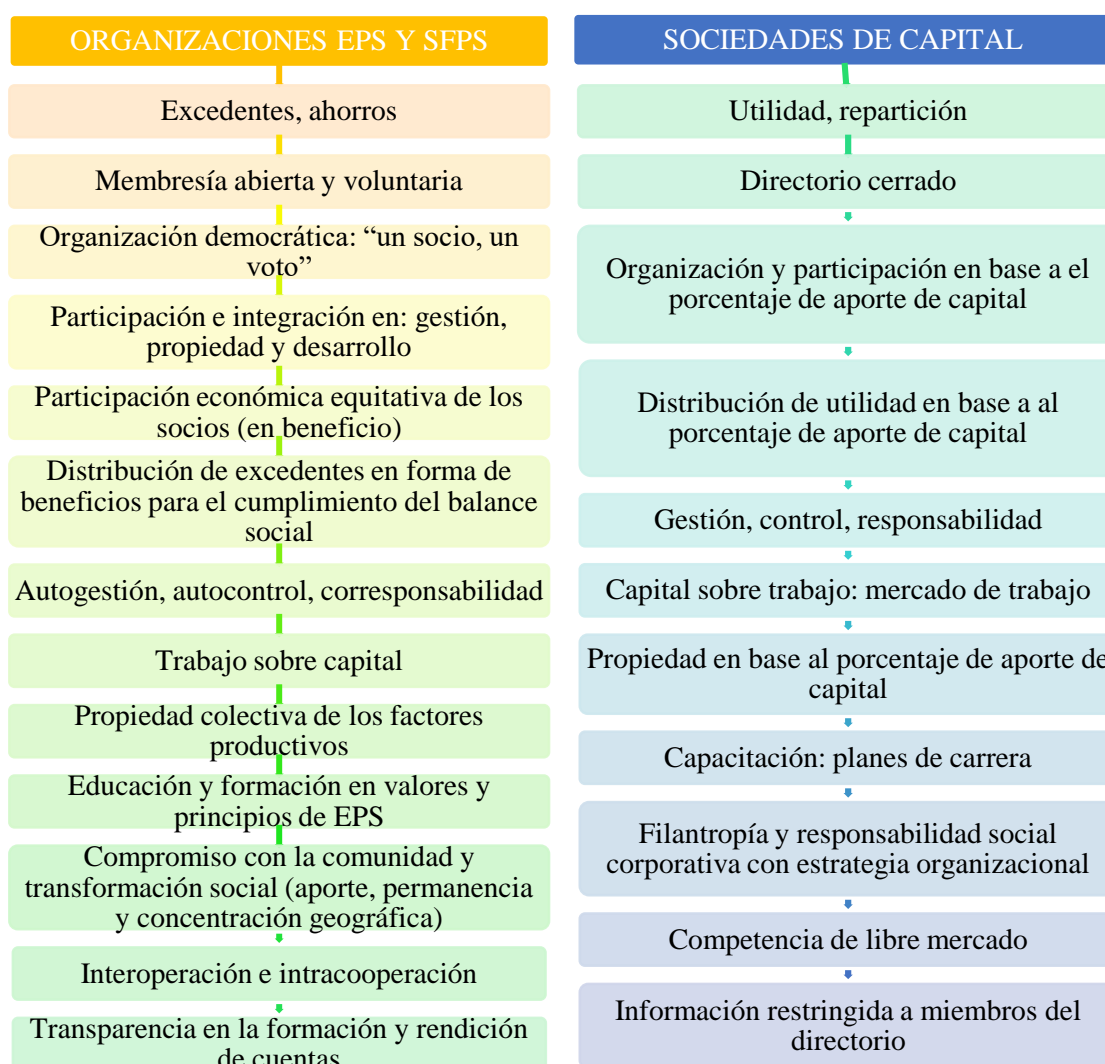 ORGANIZACIONES EPS Y SFPS
Excedentes, ahorros
Membresía abierta y voluntaria
Organización democrática: “un socio, un
voto”
Participación e integración en: gestión,
propiedad y desarrollo
Participación económica equitativa de los
socios (en beneficio)
Distribución de excedentes en forma de
beneficios para el cumplimiento del balance
social
Autogestión, autocontrol, corresponsabilidad
Trabajo sobre capital
Propiedad colectiva de los factores
productivos
Educación y formación en valores y
principios de EPS
Compromiso con la comunidad y
transformación social (aporte, permanencia
y concentración geográfica)
Interoperación e intracooperación
Transparencia en la formación y rendición
de cuentas
SOCIEDADES DE CAPITAL
Utilidad, repartición
Directorio cerrado
Organización y participación en base a el
porcentaje de aporte de capital
Distribución de utilidad en base a al
porcentaje de aporte de capital
Gestión, control, responsabilidad
Capital sobre trabajo: mercado de trabajo
Propiedad en base al porcentaje de aporte de
capital
Capacitación: planes de carrera
Filantropía y responsabilidad social
corporativa con estrategia organizacional
Competencia de libre mercado
Información restringida a miembros del
directorio